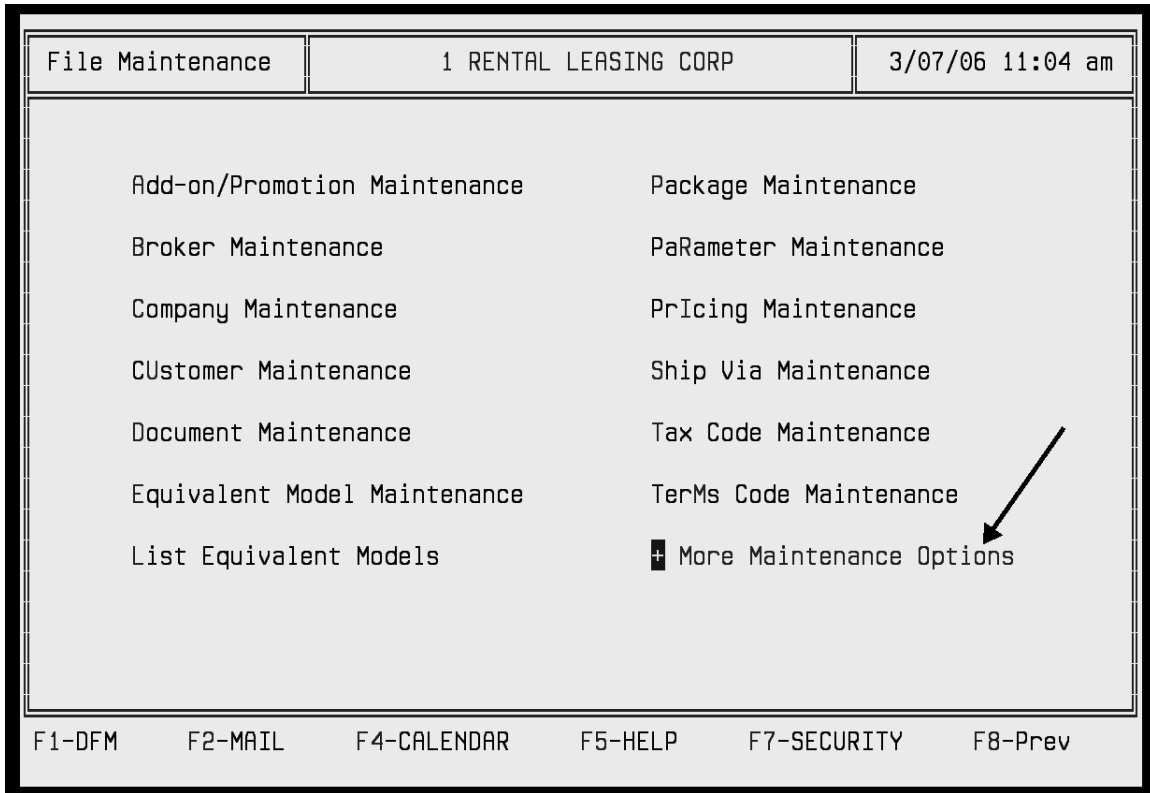 File Maintenance 1 RENTAL LEASING CORP 3/07/06 11:04 am
Add-on/Promotion Maintenance Package Maintenance
Broker Maintenance PaRameter Maintenance
Company Maintenance PrIcing Maintenance
CUstomer Maintenance Ship Via Maintenance
Document Maintenance Tax Code Maintenance
Equivalent Model Maintenance TerMs Code Maintenance
List Equivalent Models + More Maintenance Options
F1-DFM F2-MAIL F4-CALENDAR F5-HELP F7-SECURITY F8-Prev